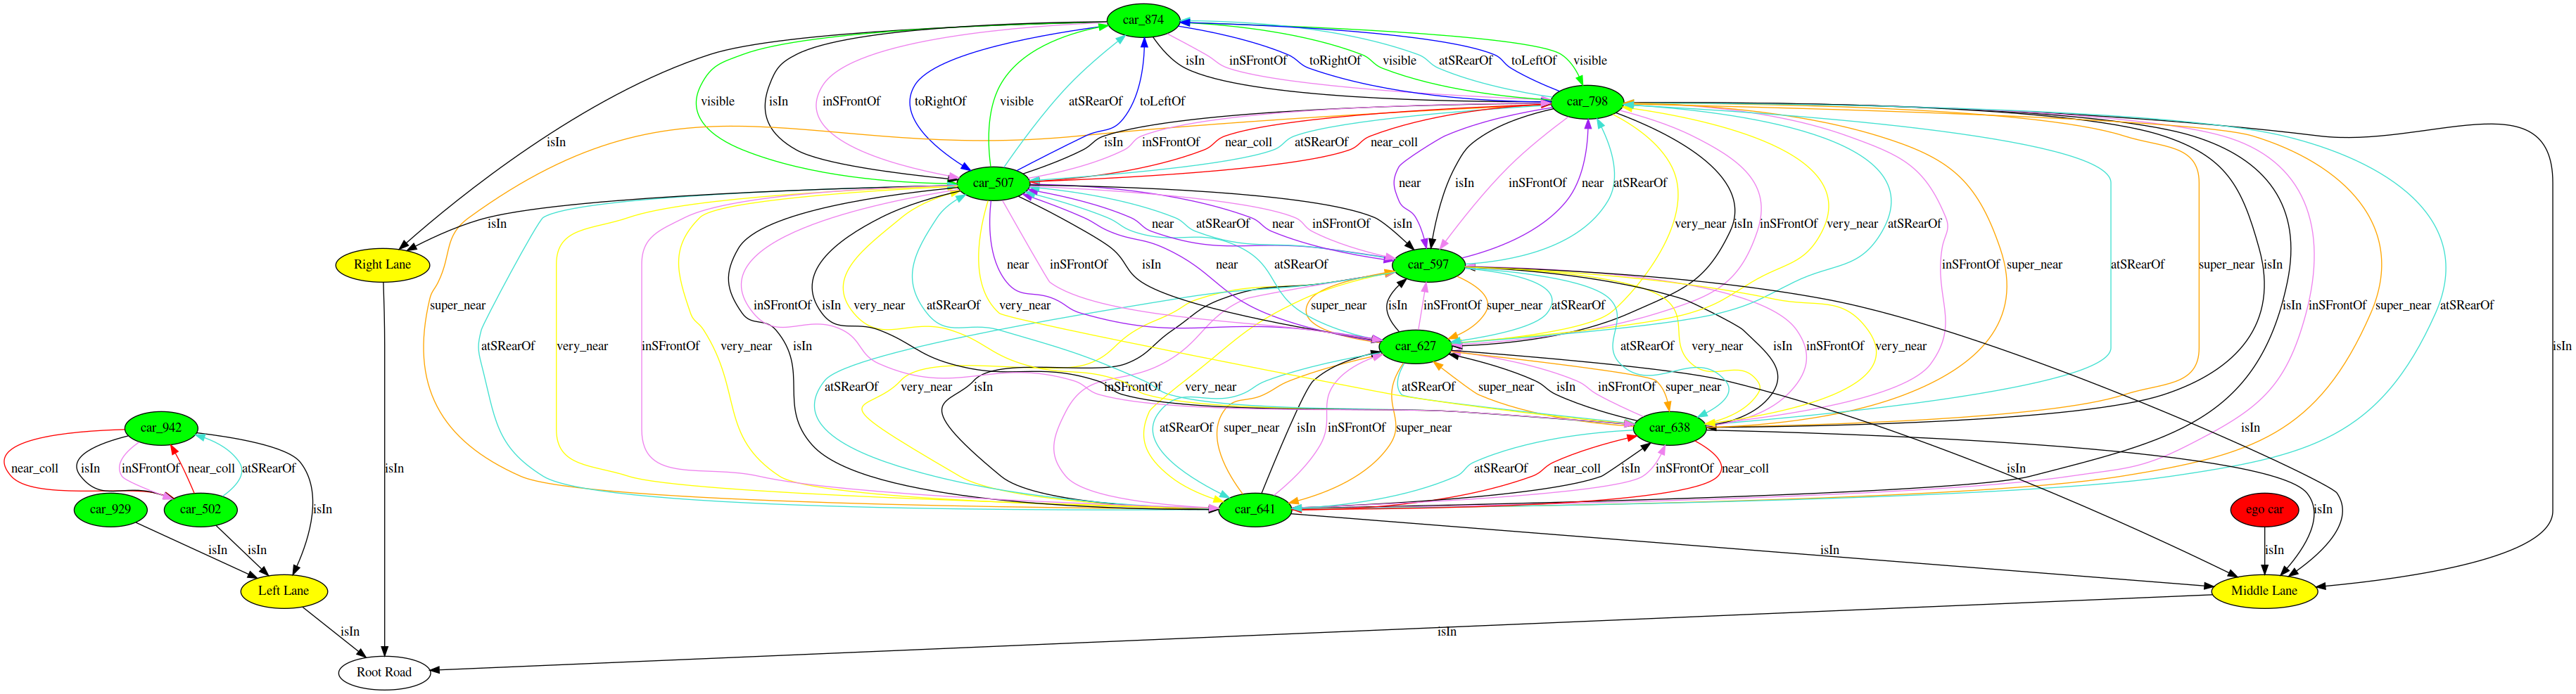 car_874
isIn
inSFrontOf
toRightOf
visible
atSRearOf
toLeftOf
visible
visible
isIn
inSFrontOf
toRightOf
visible
atSRearOf
toLeftOf
car_798
isIn
isIn
inSFrontOf
near_coll
atSRearOf
near_coll
car_507
near
isIn
inSFrontOf
near
atSRearOf
isIn
near
atSRearOf
near
inSFrontOf
isIn
very_near
isIn
inSFrontOf
very_near
atSRearOf
Right Lane
near
inSFrontOf
isIn
near
atSRearOf
car_597
inSFrontOf
super_near
atSRearOf
super_near
isIn
super_near
inSFrontOf
isIn
very_near
atSRearOf
very_near
super_near
isIn
inSFrontOf
super_near
atSRearOf
isIn
inSFrontOf
super_near
atSRearOf
atSRearOf
very_near
inSFrontOf
very_near
isIn
car_627
atSRearOf
very_near
isIn
inSFrontOf
very_near
isIn
atSRearOf
very_near
isIn
inSFrontOf
very_near
atSRearOf
super_near
isIn
inSFrontOf
super_near
car_942
atSRearOf
super_near
isIn
inSFrontOf
super_near
car_638
isIn
near_coll
isIn
inSFrontOf
near_coll
atSRearOf
isIn
atSRearOf
near_coll
isIn
inSFrontOf
near_coll
isIn
car_929
car_502
isIn
car_641
ego car
isIn
isIn
isIn
isIn
Left Lane
Middle Lane
isIn
isIn
Root Road